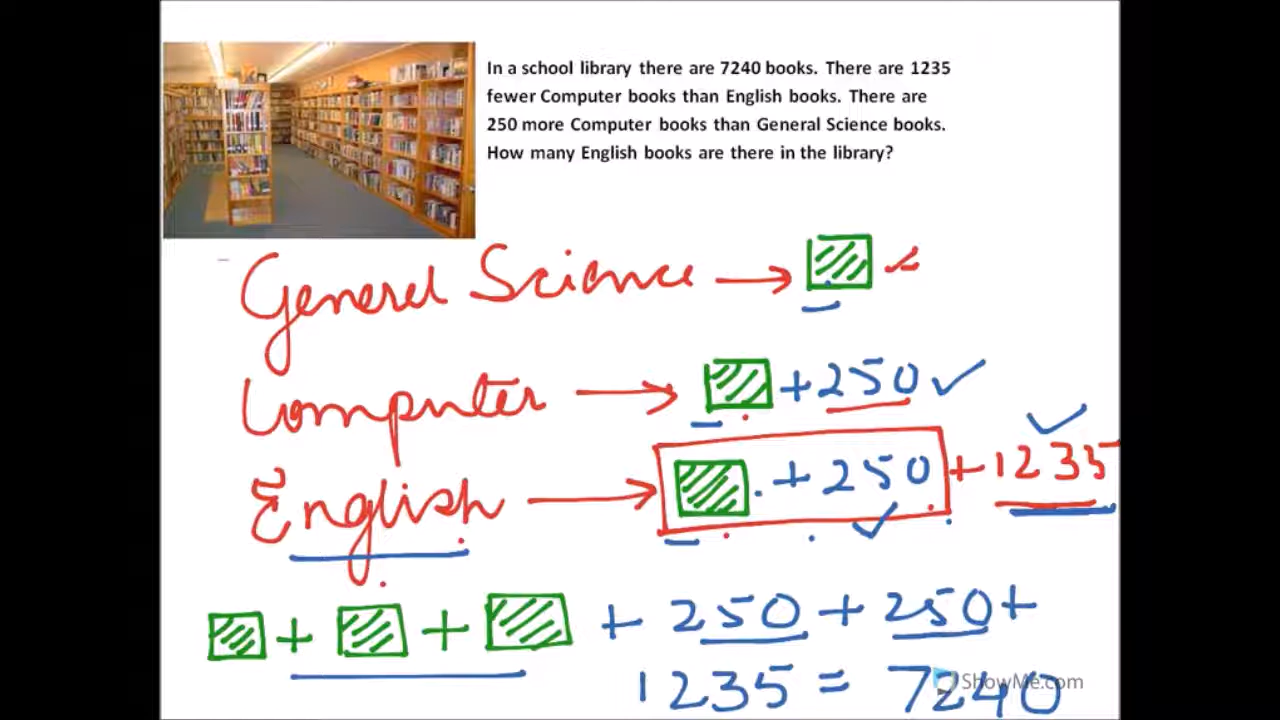 In a school library there are 7240 books. There are 1235
fewer Computer books than English books. There are
250 more Computer books than General Science books.
How many English books are there in the library?
General Science →
Computer → + 250 ✓
English → + 250 + 1235
+ + + 250 + 250 +
1235 = 7240
ShowMe.com